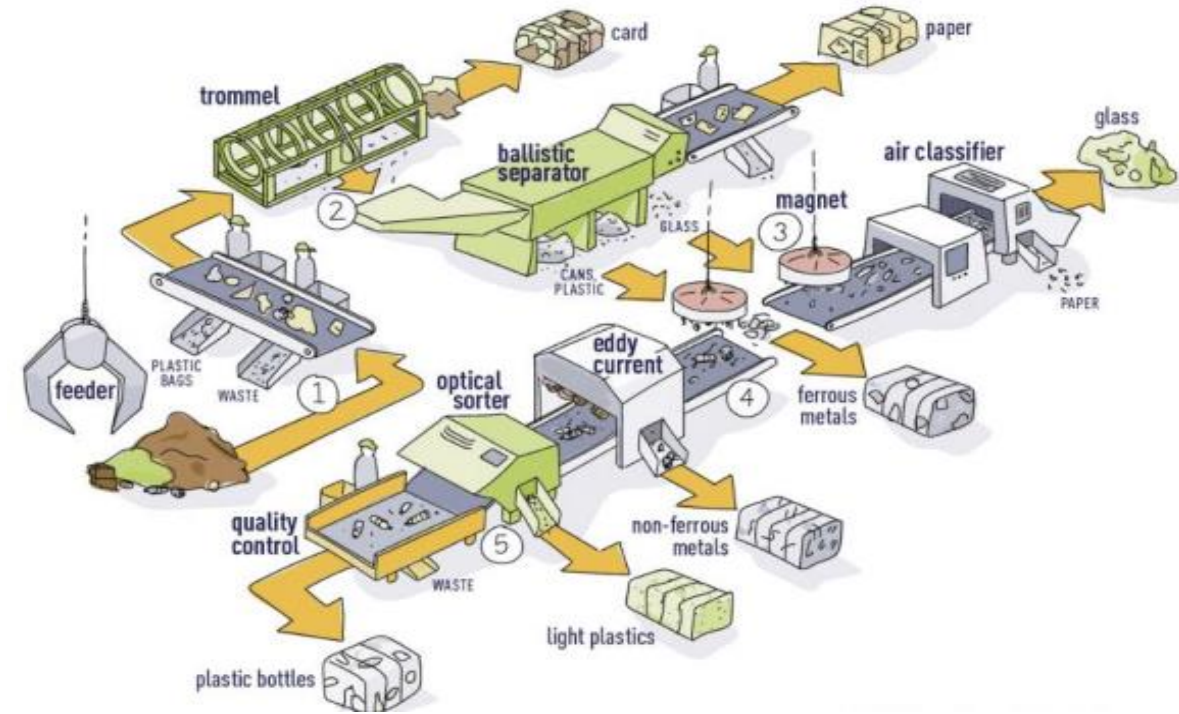 card
paper
trommel
glass
air classifier
ballistic
separator
magnet
2
3
GLASS
CANS,
PLASTIC
PAPER
feeder
PLASTIC
BAGS
WASTE
1
eddy
current
optical
sorter
4
ferrous
metals
quality
control
5
WASTE
non-ferrous
metals
light plastics
plastic bottles